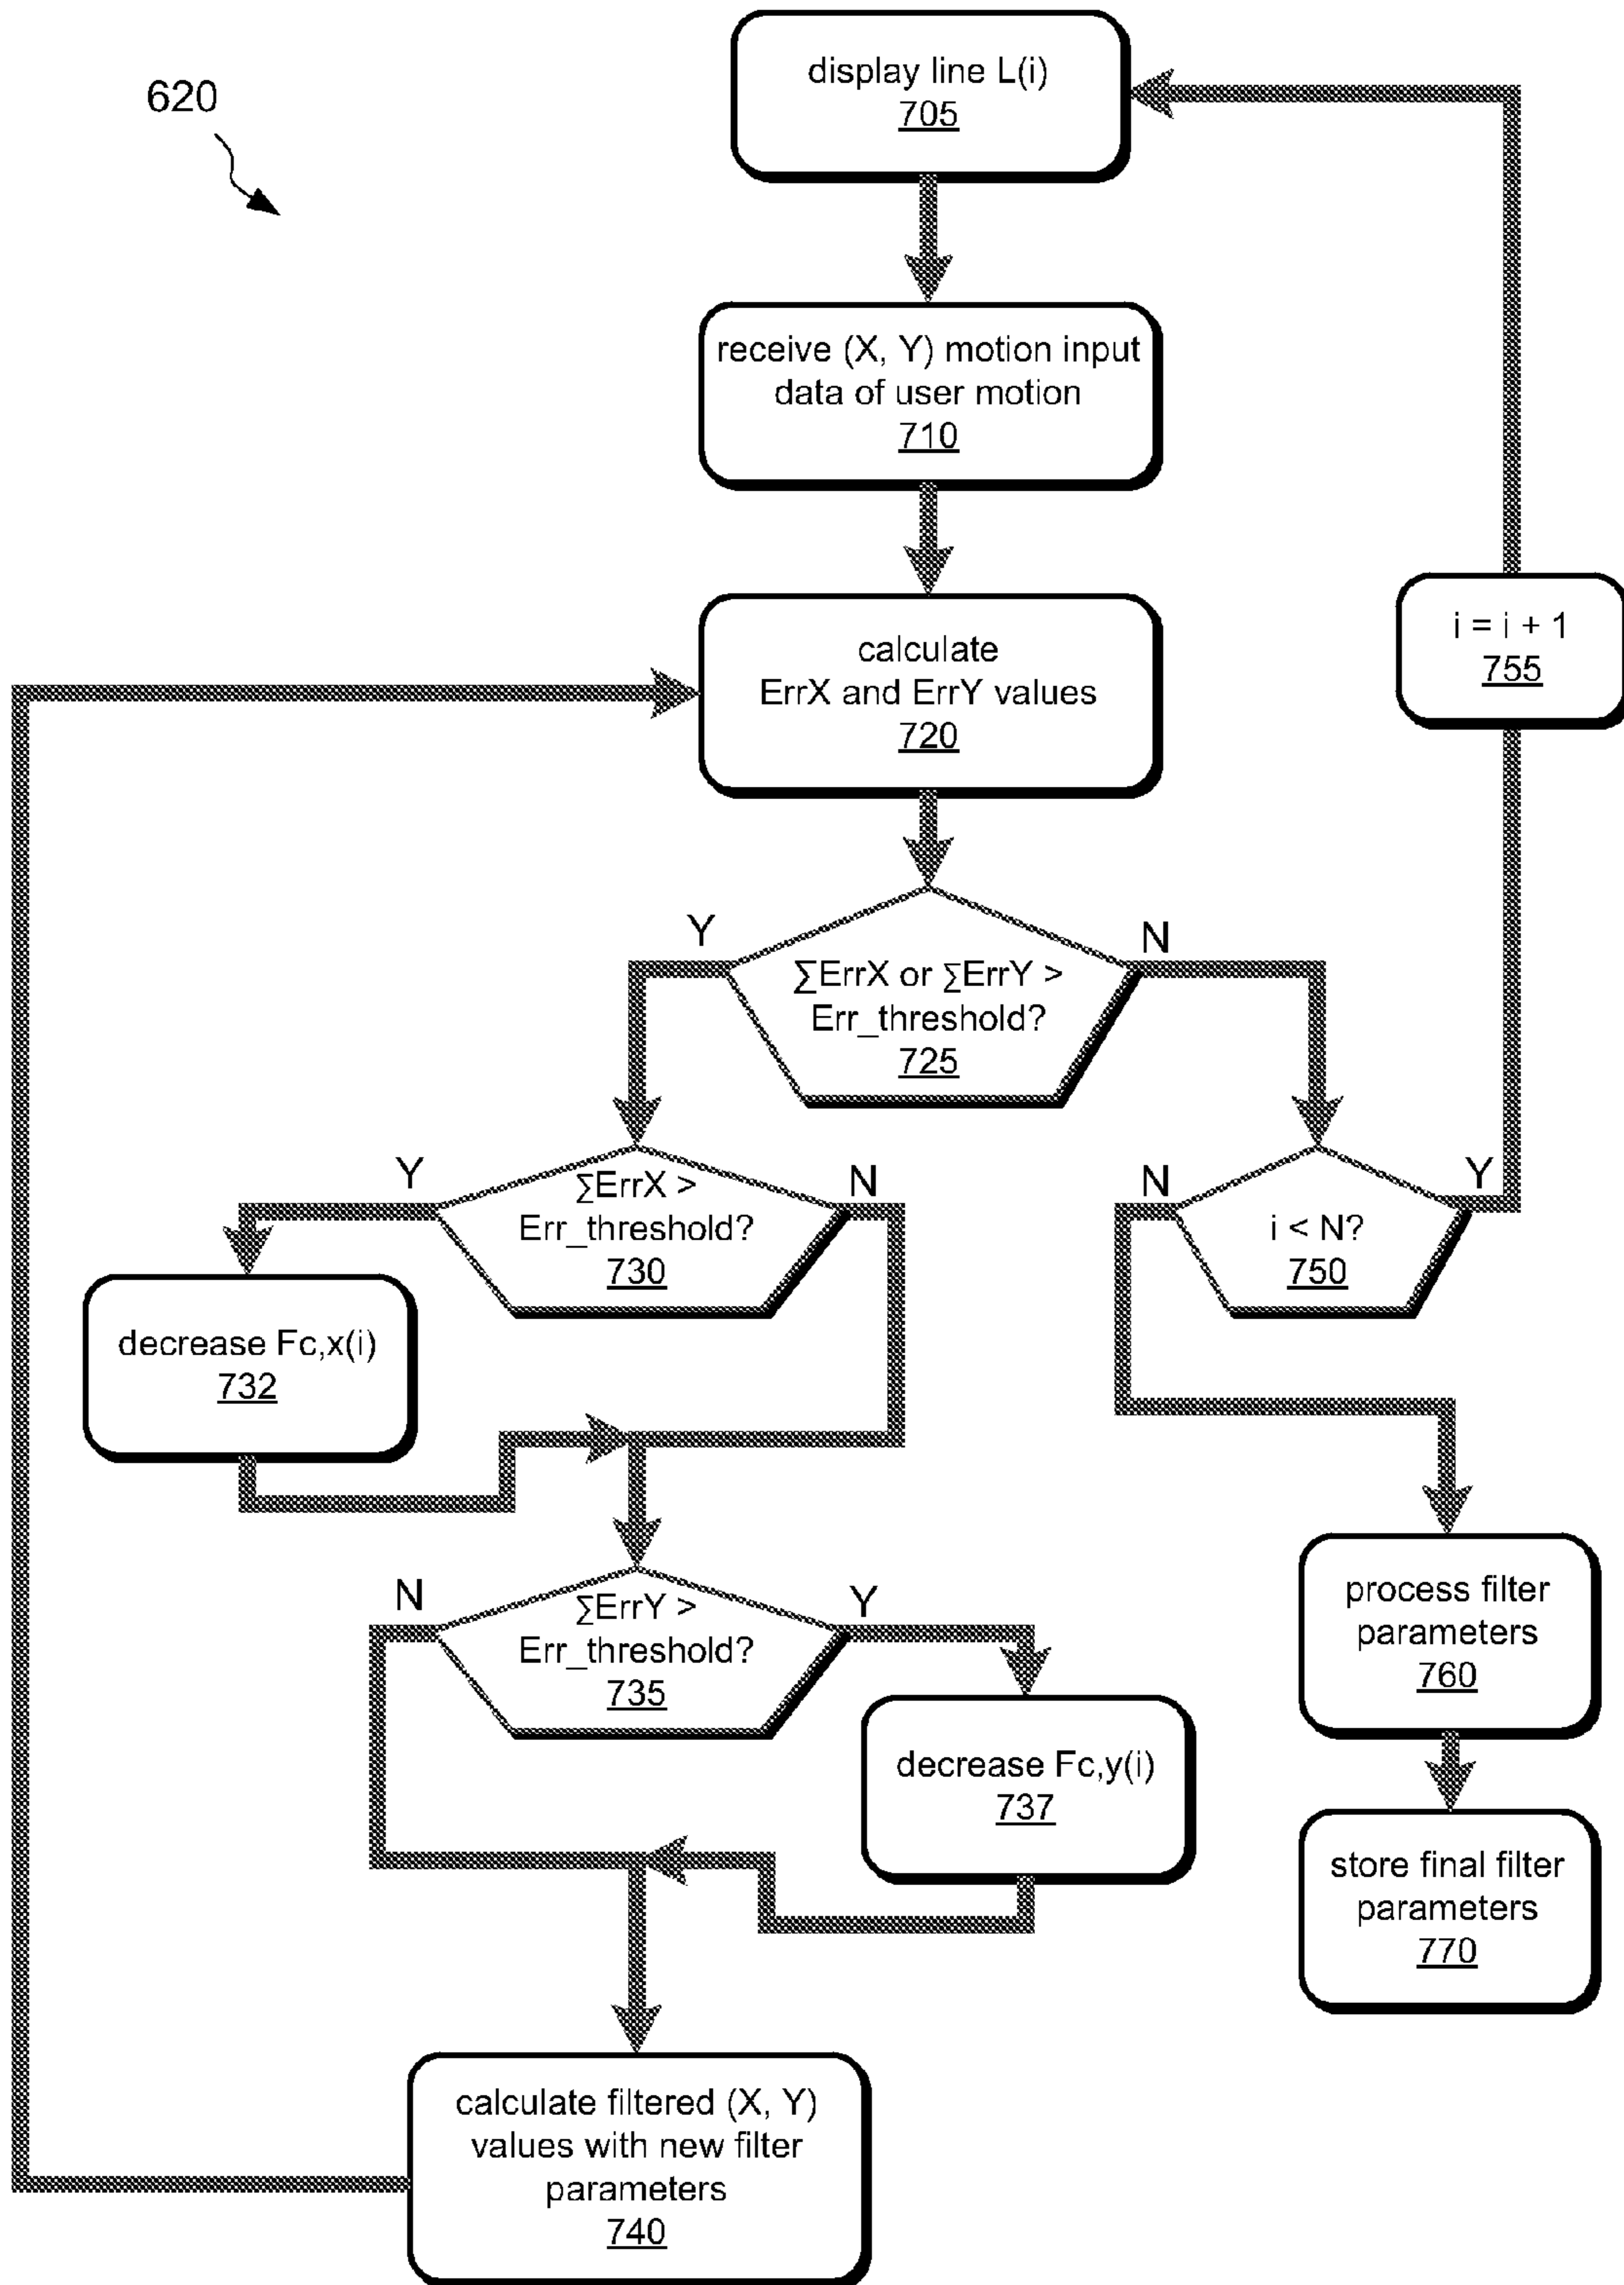 620
display line L(i)
705
receive (X, Y) motion input
data of user motion
710
calculate
ErrX and ErrY values
720
i = i + 1
755
Y
N
∑ErrX or ∑ErrY >
Err_threshold?
725
Y
∑ErrX >
Err_threshold?
730
N
N
i < N?
750
Y
decrease Fc,x(i)
732
N
∑ErrY >
Err_threshold?
735
Y
decrease Fc,y(i)
737
process filter
parameters
760
store final filter
parameters
770
calculate filtered (X, Y)
values with new filter
parameters
740